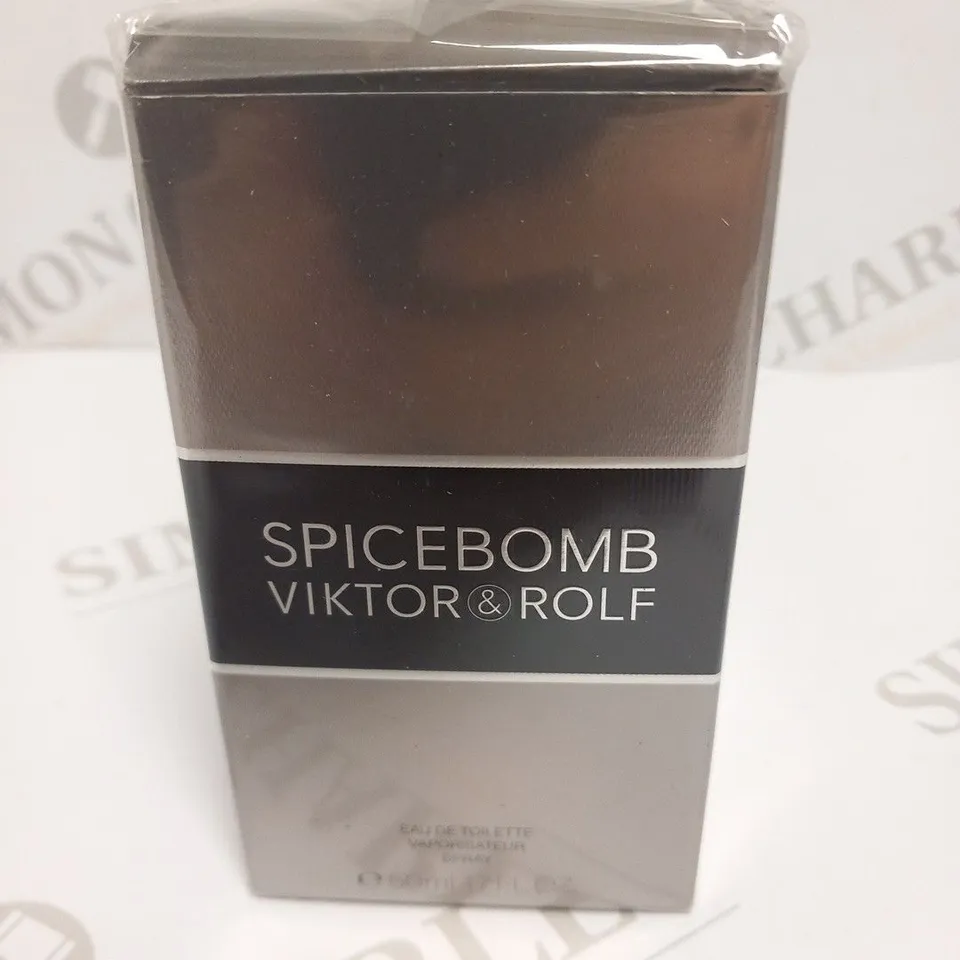 SPICEBOMB
VIKTOR & ROLF
EAU DE TOILETTE
VAPORISATEUR